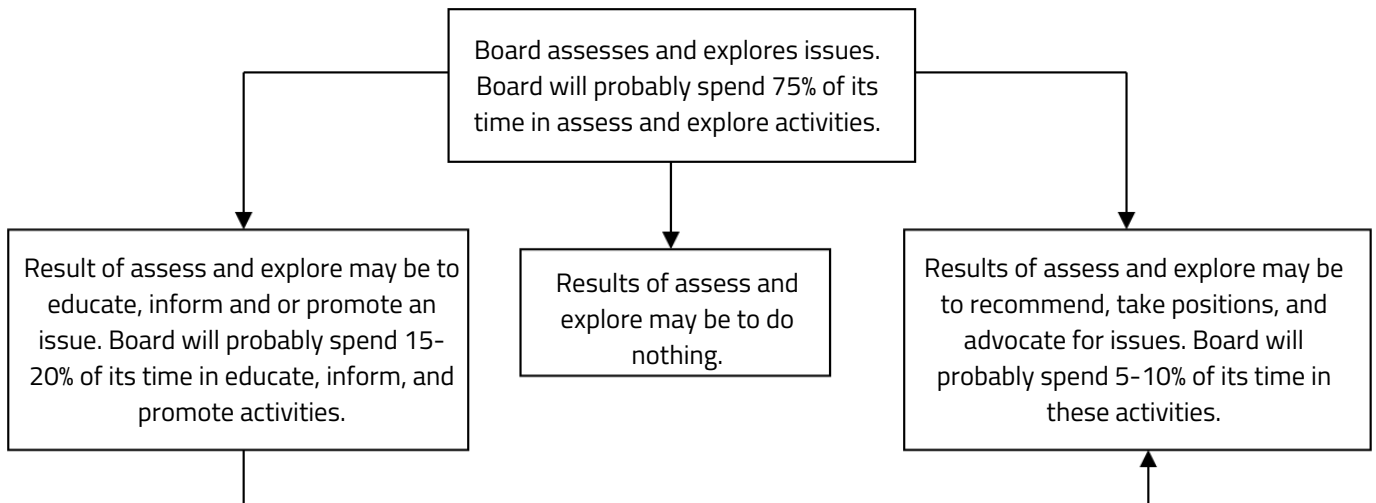 Board assesses and explores issues.
Board will probably spend 75% of its
time in assess and explore activities.
Result of assess and explore may be to
educate, inform and or promote an
issue. Board will probably spend 15-
20% of its time in educate, inform, and
promote activities.
Results of assess and
explore may be to do
nothing.
Results of assess and explore may be
to recommend, take positions, and
advocate for issues. Board will
probably spend 5-10% of its time in
these activities.